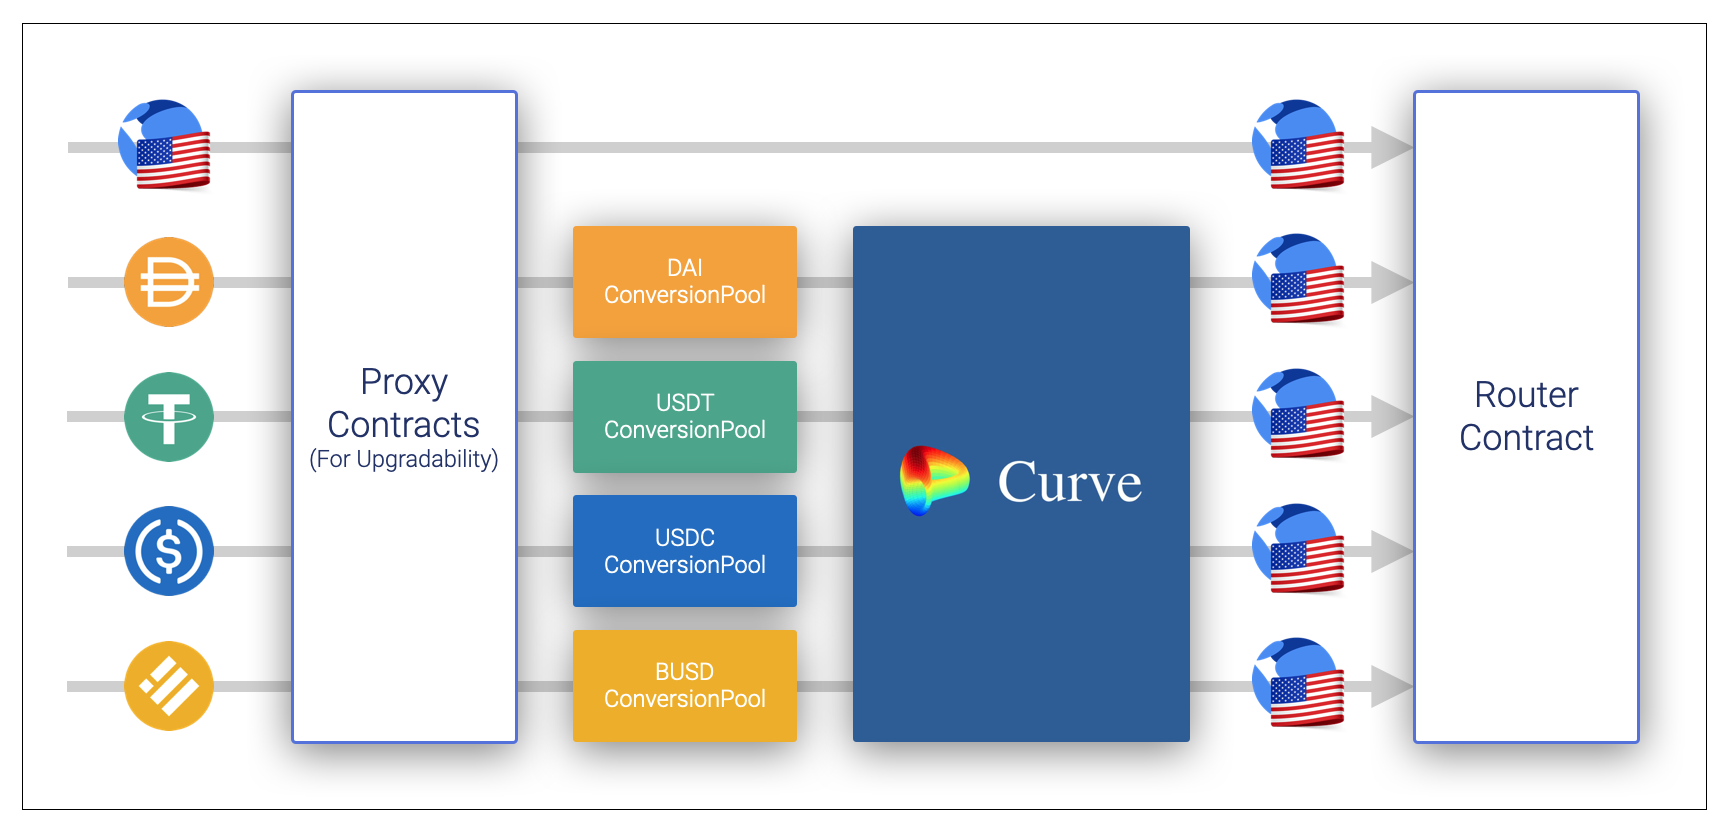 Proxy
Contracts
(For Upgradability)
DAI
ConversionPool
USDT
ConversionPool
USDC
ConversionPool
BUSD
ConversionPool
Curve
Router
Contract